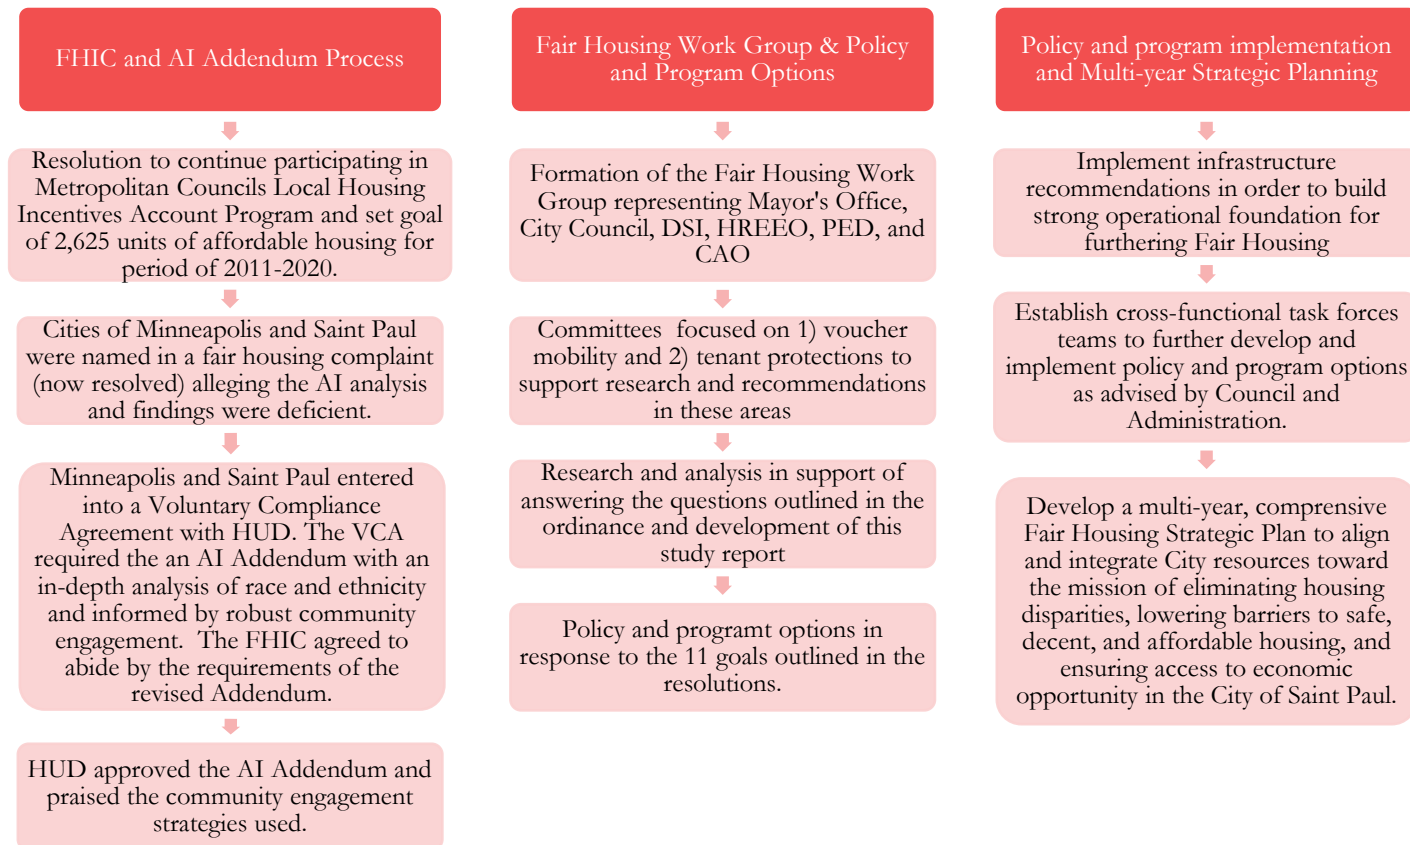 FHIC and AI Addendum Process
Resolution to continue participating in
Metropolitan Councils Local Housing
Incentives Account Program and set goal
of 2,625 units of affordable housing for
period of 2011-2020.
Cities of Minneapolis and Saint Paul
were named in a fair housing complaint
(now resolved) alleging the AI analysis
and findings were deficient.
Minneapolis and Saint Paul entered
into a Voluntary Compliance
Agreement with HUD. The VCA
required the an AI Addendum with an
in-depth analysis of race and ethnicity
and informed by robust community
engagement. The FHIC agreed to
abide by the requirements of the
revised Addendum.
HUD approved the AI Addendum and
praised the community engagement
strategies used.
Fair Housing Work Group & Policy
and Program Options
Formation of the Fair Housing Work
Group representing Mayor's Office,
City Council, DSI, HREEO, PED, and
CAO
Committees focused on 1) voucher
mobility and 2) tenant protections to
support research and recommendations
in these areas
Research and analysis in support of
answering the questions outlined in the
ordinance and development of this
study report
Policy and programt options in
response to the 11 goals outlined in the
resolutions.
Policy and program implementation
and Multi-year Strategic Planning
Implement infrastructure
recommendations in order to build
strong operational foundation for
furthering Fair Housing
Establish cross-functional task forces
teams to further develop and
implement policy and program options
as advised by Council and
Administration.
Develop a multi-year, comprensive
Fair Housing Strategic Plan to align
and integrate City resources toward
the mission of eliminating housing
disparities, lowering barriers to safe,
decent, and affordable housing, and
ensuring access to economic
opportunity in the City of Saint Paul.